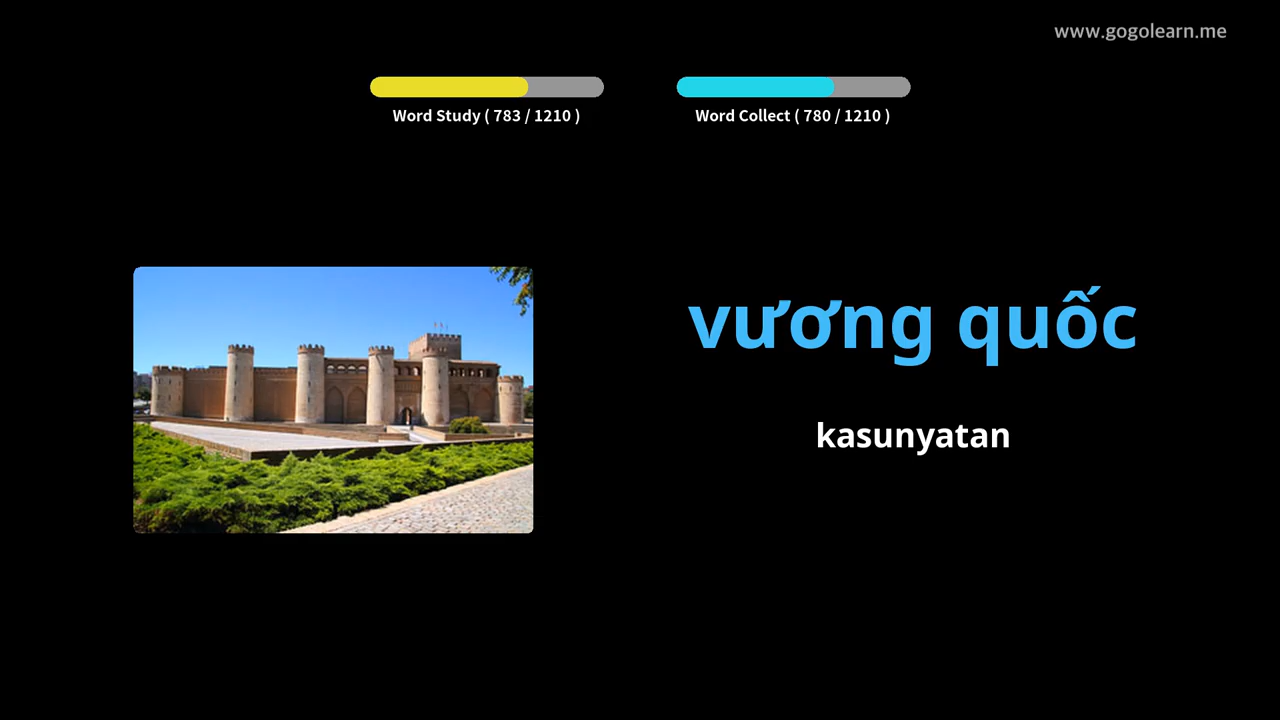 www.gogolearn.me
Word Study ( 783 / 1210 )
Word Collect ( 780 / 1210 )
vương quốc
kasunyatan